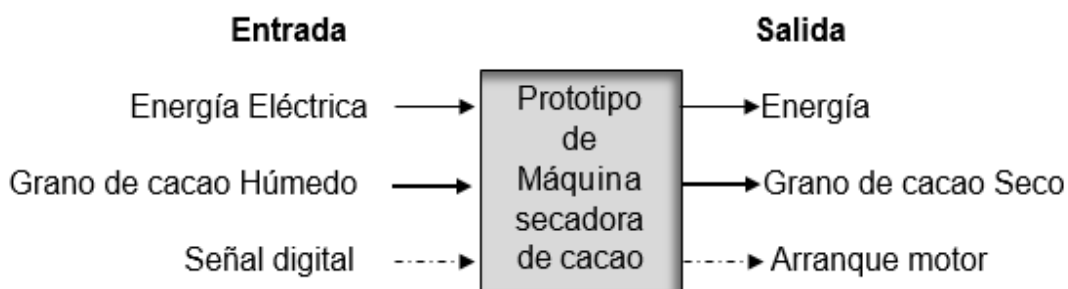 Entrada
Salida
Energía Eléctrica
Prototipo
de
Máquina
secadora
de cacao
Energía
Grano de cacao Húmedo
Grano de cacao Seco
Señal digital
Arranque motor